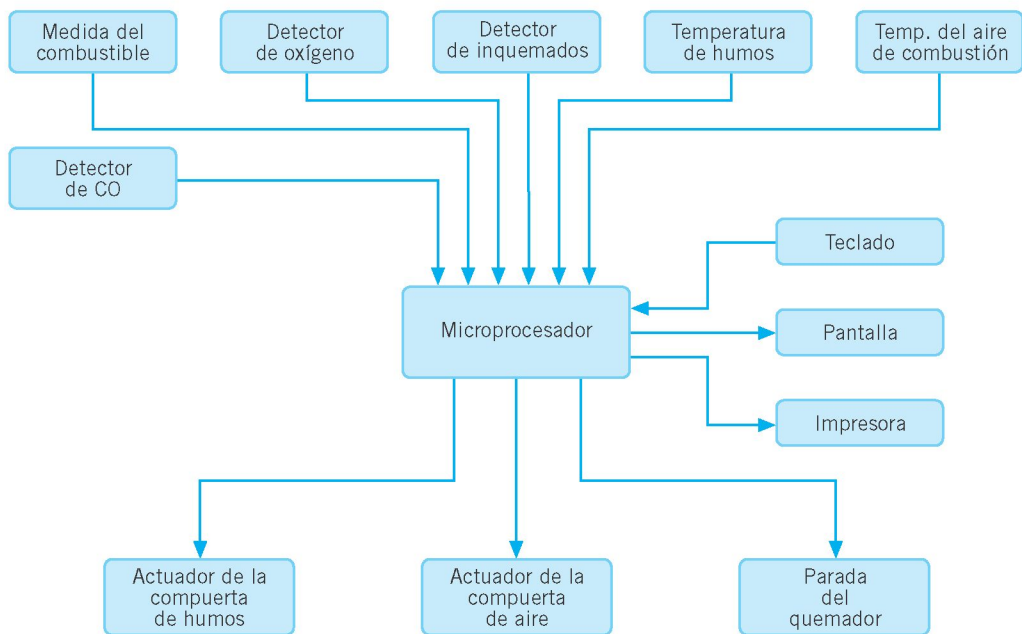 Medida del
combustible
Detector
de oxígeno
Detector
de inquemados
Temperatura
de humos
Temp. del aire
de combustión
Detector
de CO
Teclado
Microprocesador
Pantalla
Impresora
Actuador de la
compuerta
de humos
Actuador de la
compuerta
de aire
Parada
del
quemador